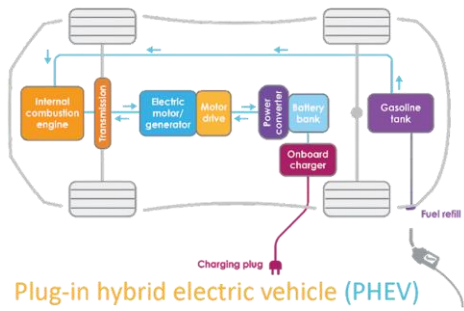 Internal
combustion
engine
Transmission
Electric
motor/
generator
Motor
drive
Power
converter
Battery
bank
Gasoline
tank
Onboard
charger
Fuel refill
Charging plug
Plug-in hybrid electric vehicle (PHEV)